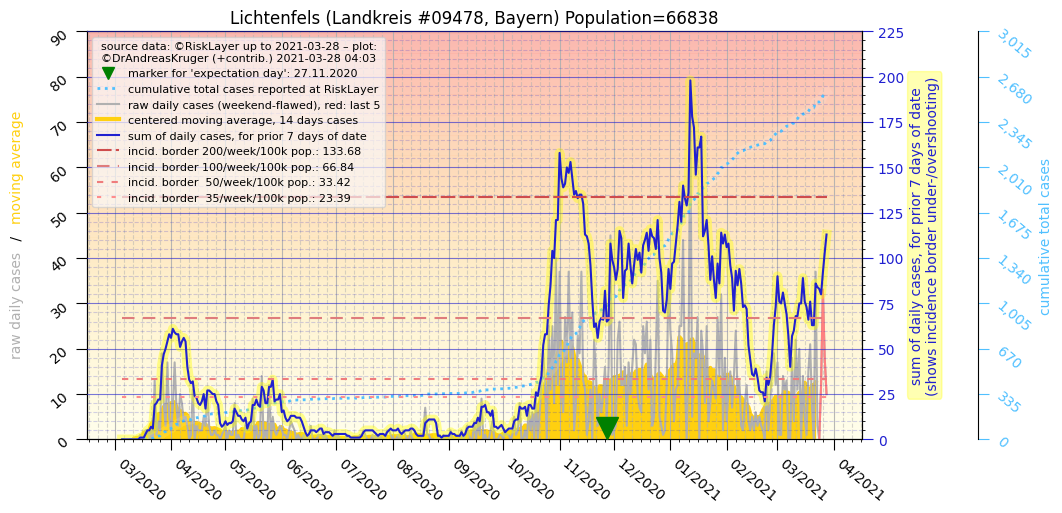 Lichtenfels (Landkreis #09478, Bayern) Population=66838
source data: ©RiskLayer up to 2021-03-28 – plot:
©DrAndreasKruger (+contrib.) 2021-03-28 04:03
marker for 'expectation day': 27.11.2020
cumulative total cases reported at RiskLayer
raw daily cases (weekend-flawed), red: last 5
centered moving average, 14 days cases
sum of daily cases, for prior 7 days of date
incid. border 200/week/100k pop.: 133.68
incid. border 100/week/100k pop.: 66.84
incid. border  50/week/100k pop.: 33.42
incid. border  35/week/100k pop.: 23.39
raw daily cases / moving average
90
80
70
60
50
40
30
20
10
0
03/2020
04/2020
05/2020
06/2020
07/2020
08/2020
09/2020
10/2020
11/2020
12/2020
01/2021
02/2021
03/2021
04/2021
225
200
175
150
125
100
75
50
25
0
sum of daily cases, for prior 7 days of date
(shows incidence border under-/overshooting)
3,015
2,680
2,345
2,010
1,675
1,340
1,005
670
335
0
cumulative total cases